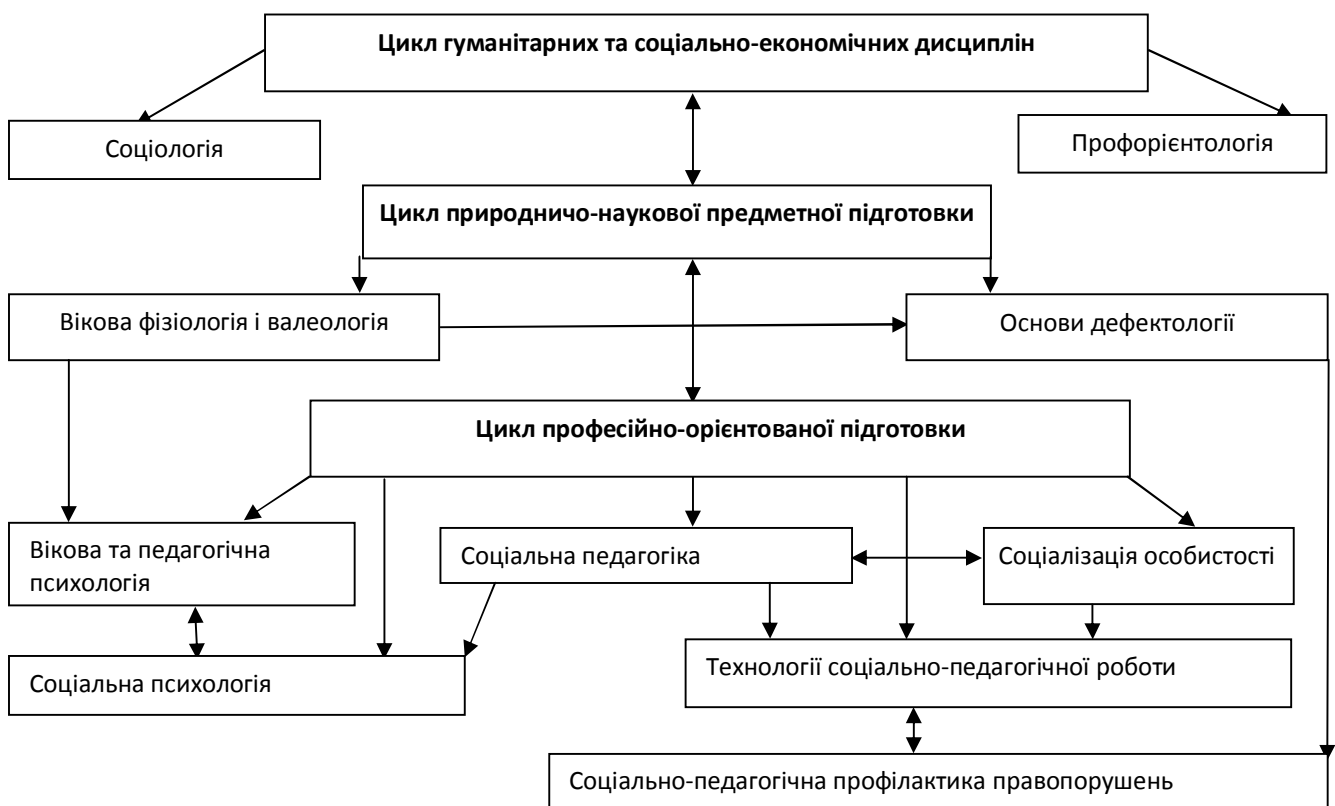 Цикл гуманітарних та соціально-економічних дисциплін
Соціологія
Профорієнтологія
Цикл природничо-наукової предметної підготовки
Вікова фізіологія і валеологія
Основи дефектології
Цикл професійно-орієнтованої підготовки
Вікова та педагогічна
психологія
Соціальна педагогіка
Соціалізація особистості
Соціальна психологія
Технології соціально-педагогічної роботи
Соціально-педагогічна профілактика правопорушень